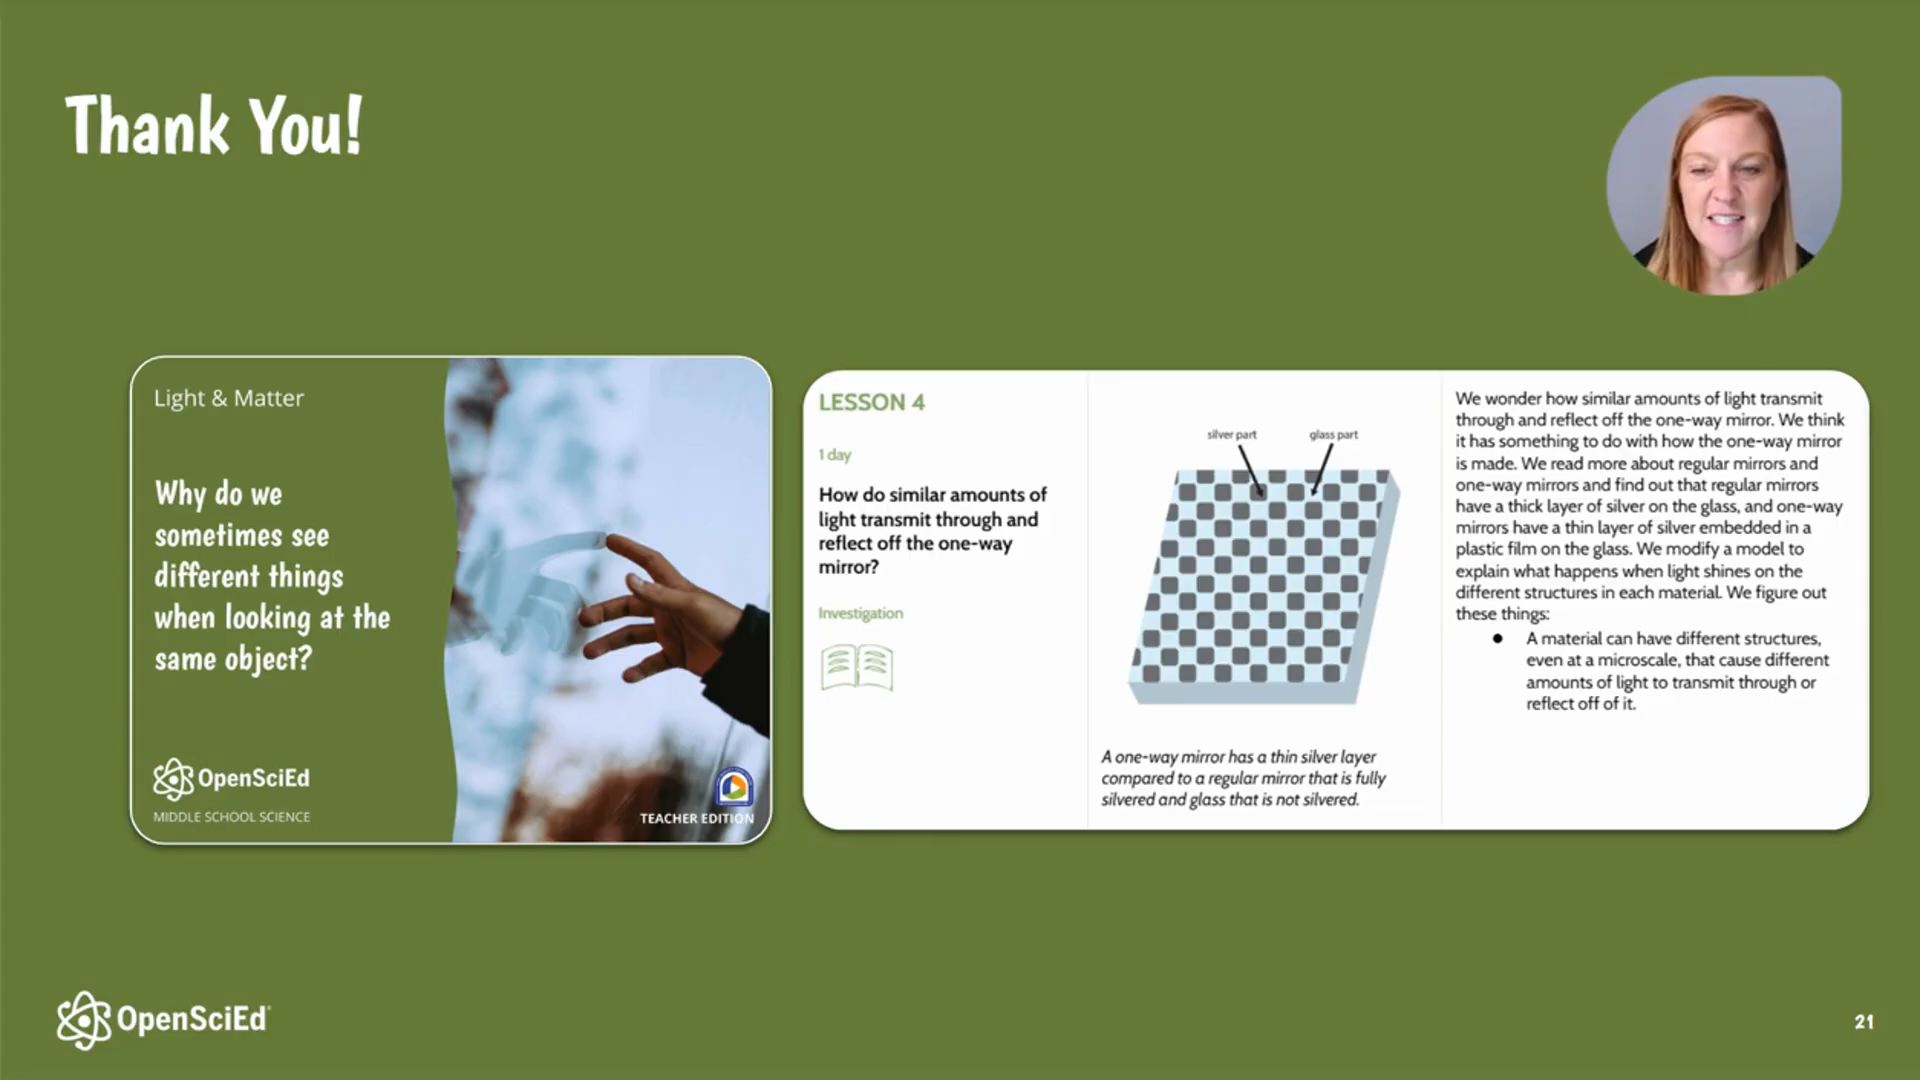 Thank You!
Light & Matter
Why do we
sometimes see
different things
when looking at the
same object?
OpenSciEd
MIDDLE SCHOOL SCIENCE
TEACHER EDITION
LESSON 4
1 day
How do similar amounts of
light transmit through and
reflect off the one-way
mirror?
Investigation
silver part
glass part
A one-way mirror has a thin silver layer
compared to a regular mirror that is fully
silvered and glass that is not silvered.
We wonder how similar amounts of light transmit
through and reflect off the one-way mirror. We think
it has something to do with how the one-way mirror
is made. We read more about regular mirrors and
one-way mirrors and find out that regular mirrors
have a thick layer of silver on the glass, and one-way
mirrors have a thin layer of silver embedded in a
plastic film on the glass. We modify a model to
explain what happens when light shines on the
different structures in each material. We figure out
these things:
● A material can have different structures,
even at a microscale, that cause different
amounts of light to transmit through or
reflect off of it.
OpenSciEd
21